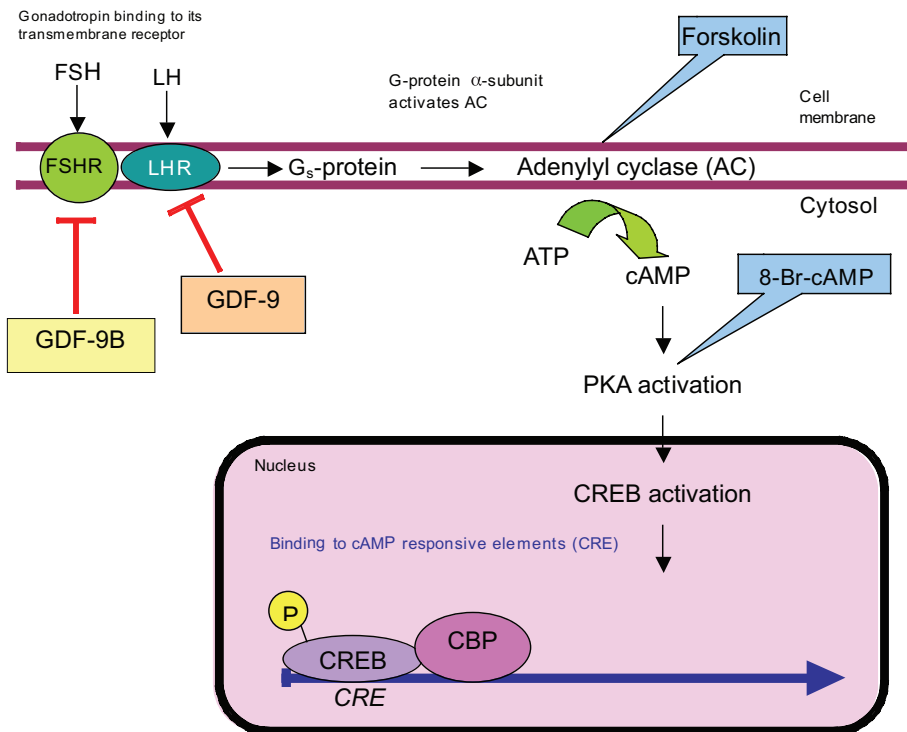 Gonadotropin binding to its
transmembrane receptor
FSH
LH
G-protein α-subunit
activates AC
Forskolin
Cell
membrane
FSHR
LHR
Gs-protein
Adenylyl cyclase (AC)
Cytosol
ATP
cAMP
8-Br-cAMP
GDF-9
GDF-9B
PKA activation
Nucleus
CREB activation
Binding to cAMP responsive elements (CRE)
P
CREB
CBP
CRE